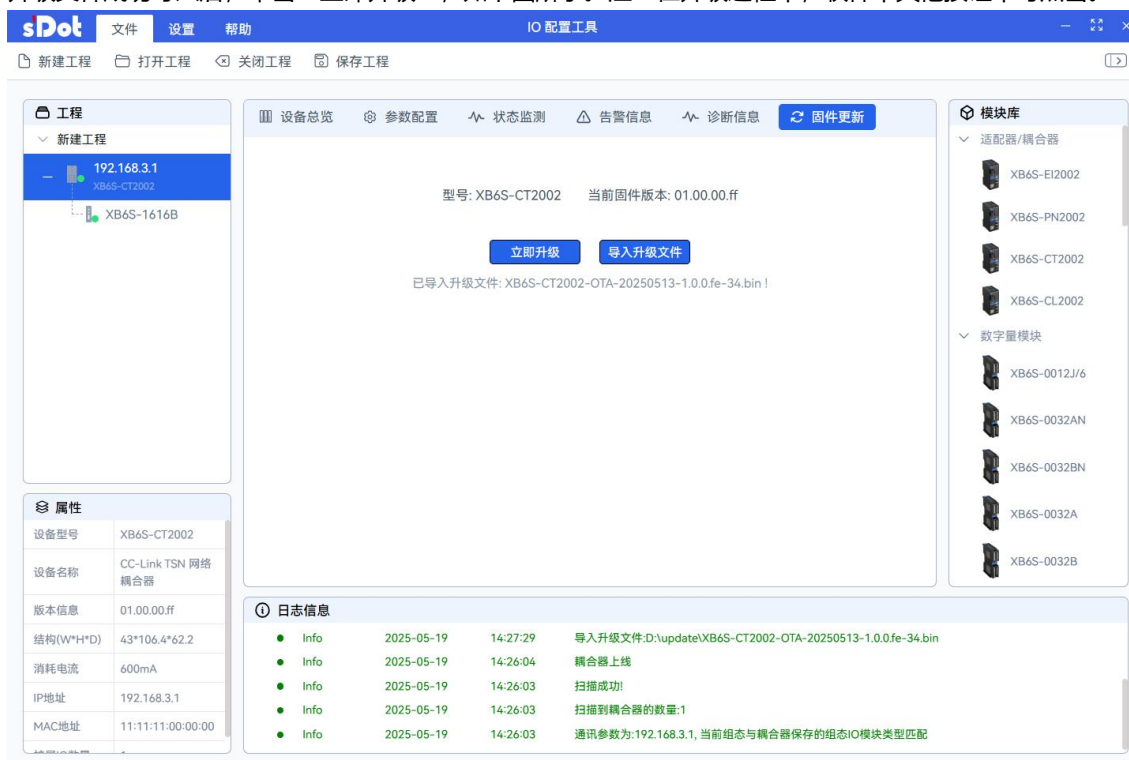 sDot 文件 设置 帮助 IO 配置工具
新建工程 打开工程 关闭工程 保存工程
工程
新建工程
192.168.3.1
XB6S-CT2002
XB6S-1616B
设备总览 参数配置 状态监测 告警信息 诊断信息 固件更新
型号: XB6S-CT2002 当前固件版本: 01.00.00.ff
立即升级 导入升级文件
已导入升级文件: XB6S-CT2002-OTA-20250513-1.0.0.fe-34.bin !
模块库
适配器/耦合器
XB6S-EI2002
XB6S-PN2002
XB6S-CT2002
XB6S-CL2002
数字量模块
XB6S-0012J/6
XB6S-0032AN
XB6S-0032BN
XB6S-0032A
XB6S-0032B
属性
设备型号 XB6S-CT2002
设备名称 CC-Link TSN 网络
耦合器
版本信息 01.00.00.ff
结构(W*H*D) 43*106.4*62.2
消耗电流 600mA
IP地址 192.168.3.1
MAC地址 11:11:11:00:00:00
日志信息
Info 2025-05-19 14:27:29 导入升级文件:D:\update\XB6S-CT2002-OTA-20250513-1.0.0.fe-34.bin
Info 2025-05-19 14:26:04 耦合器上线
Info 2025-05-19 14:26:03 扫描成功!
Info 2025-05-19 14:26:03 扫描到耦合器的数量:1
Info 2025-05-19 14:26:03 通讯参数为:192.168.3.1, 当前组态与耦合器保存的组态IO模块类型匹配